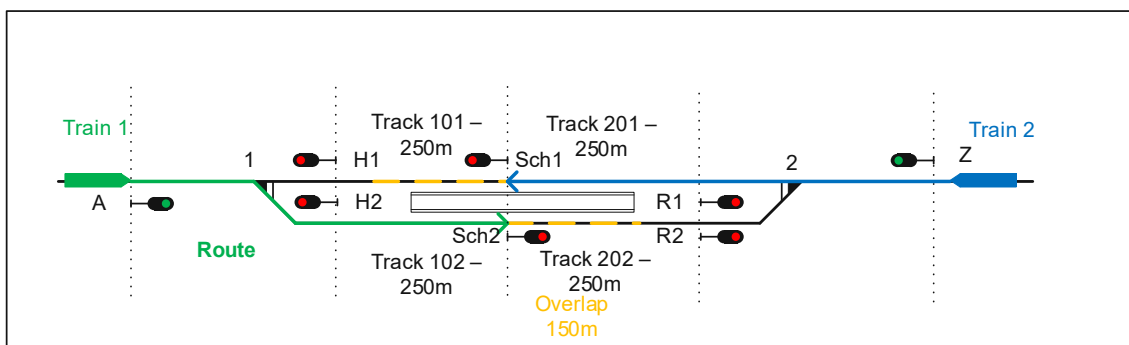 Track 101 –
250m
Track 201 –
250m
Train 1
Train 2
1
H1
Sch1
2
Z
A
H2
R1
Sch2
R2
Route
Track 102 –
250m
Track 202 –
250m
Overlap
150m